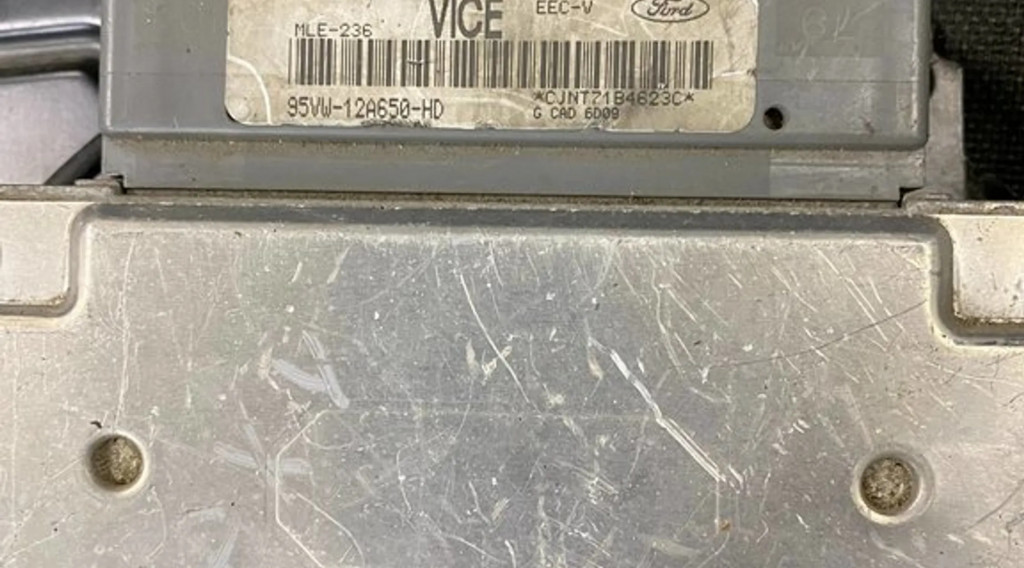 VICE
EEC-V
Ford
MLE-236
*CJNT71B4623C*
95VW-12A650-HD
G CAD 6D09